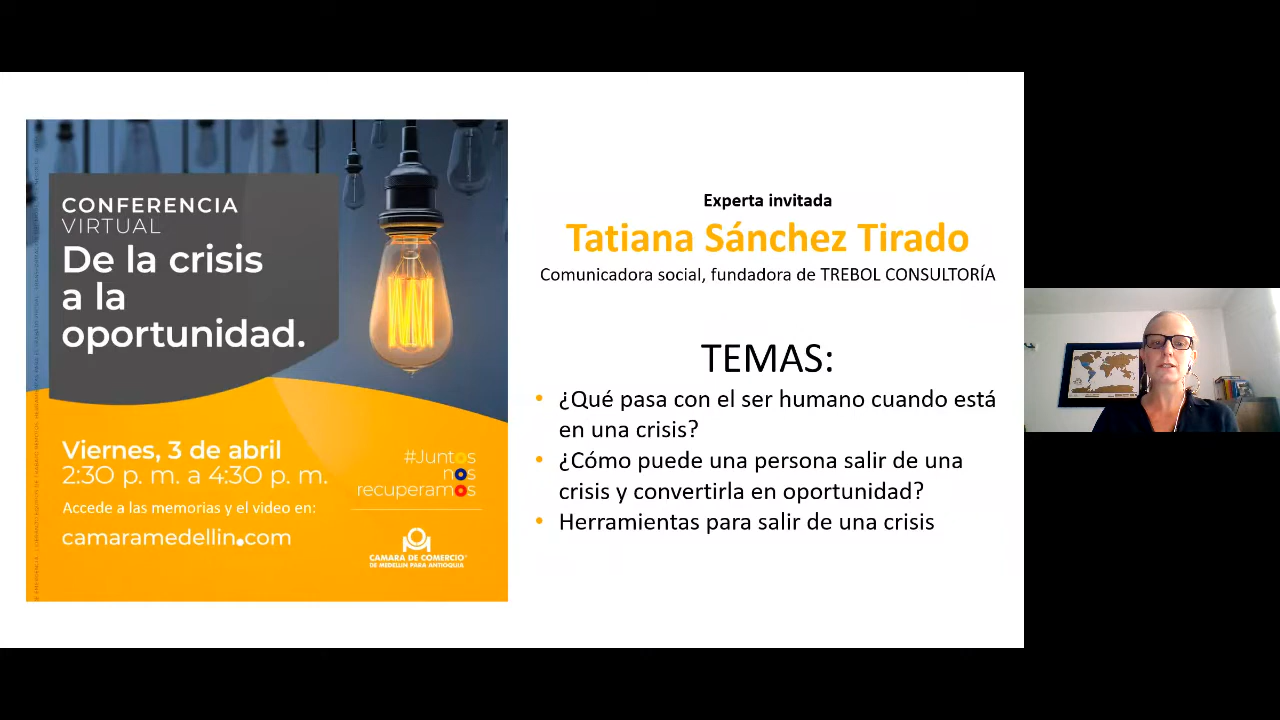 CONFERENCIA
VIRTUAL
De la crisis
a la
oportunidad.
Viernes, 3 de abril
2:30 p. m. a 4:30 p. m.
Accede a las memorias y el video en:
camaramedellin.com
#Juntos
nos
recuperamos
CAMARA DE COMERCIO
DE MEDELLIN PARA ANTIOQUIA
Experta invitada
Tatiana Sánchez Tirado
Comunicadora social, fundadora de TREBOL CONSULTORÍA
TEMAS:
• ¿Qué pasa con el ser humano cuando está
en una crisis?
• ¿Cómo puede una persona salir de una
crisis y convertirla en oportunidad?
• Herramientas para salir de una crisis